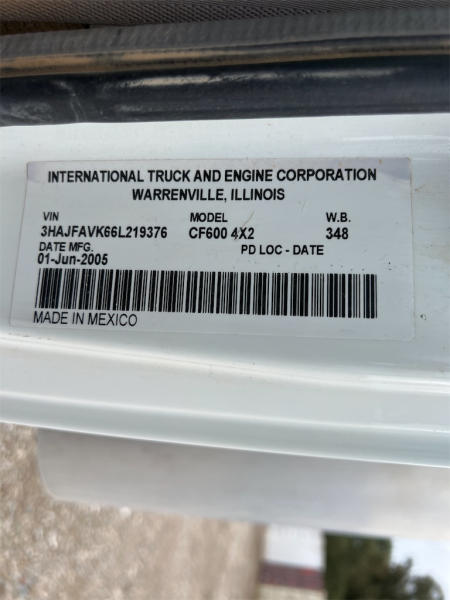 INTERNATIONAL TRUCK AND ENGINE CORPORATION
WARRENVILLE, ILLINOIS
VIN MODEL W.B.
3HAJFAVK66L219376 CF600 4X2 348
DATE MFG. PD LOC - DATE
01-Jun-2005
MADE IN MEXICO